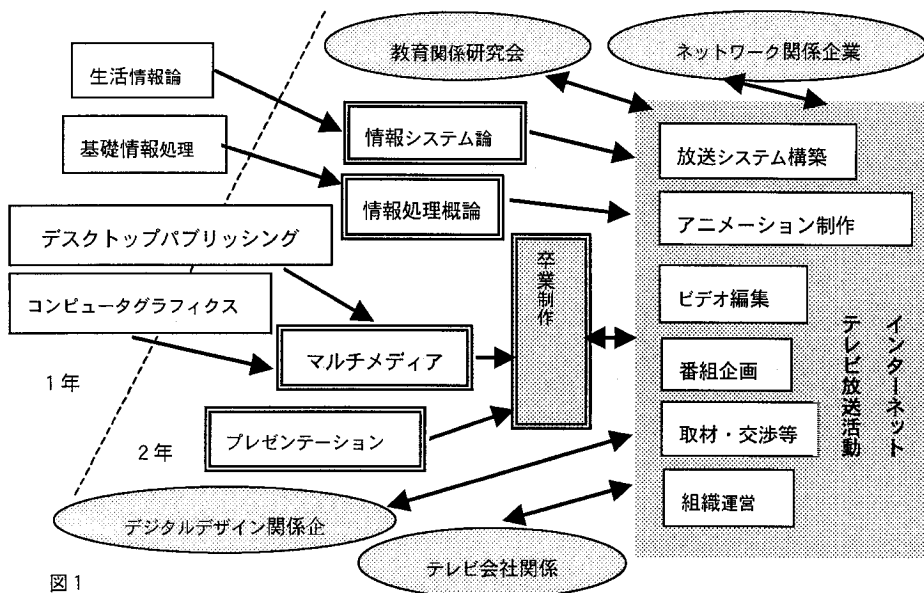 教育関係研究会
ネットワーク関係企業
生活情報論
基礎情報処理
情報システム論
情報処理概論
放送システム構築
アニメーション制作
デスクトップパブリッシング
コンピュータグラフィクス
卒業制作
ビデオ編集
マルチメディア
番組企画
インターネット
テレビ放送活動
1年
2年
プレゼンテーション
取材・交渉等
組織運営
デジタルデザイン関係企
テレビ会社関係
図1